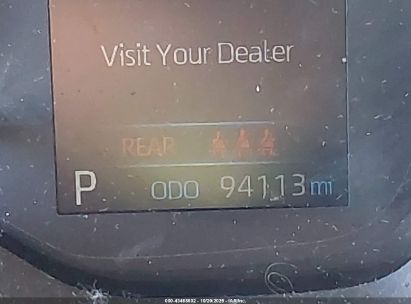 Visit Your Dealer
REAR
P ODO 94113 mi